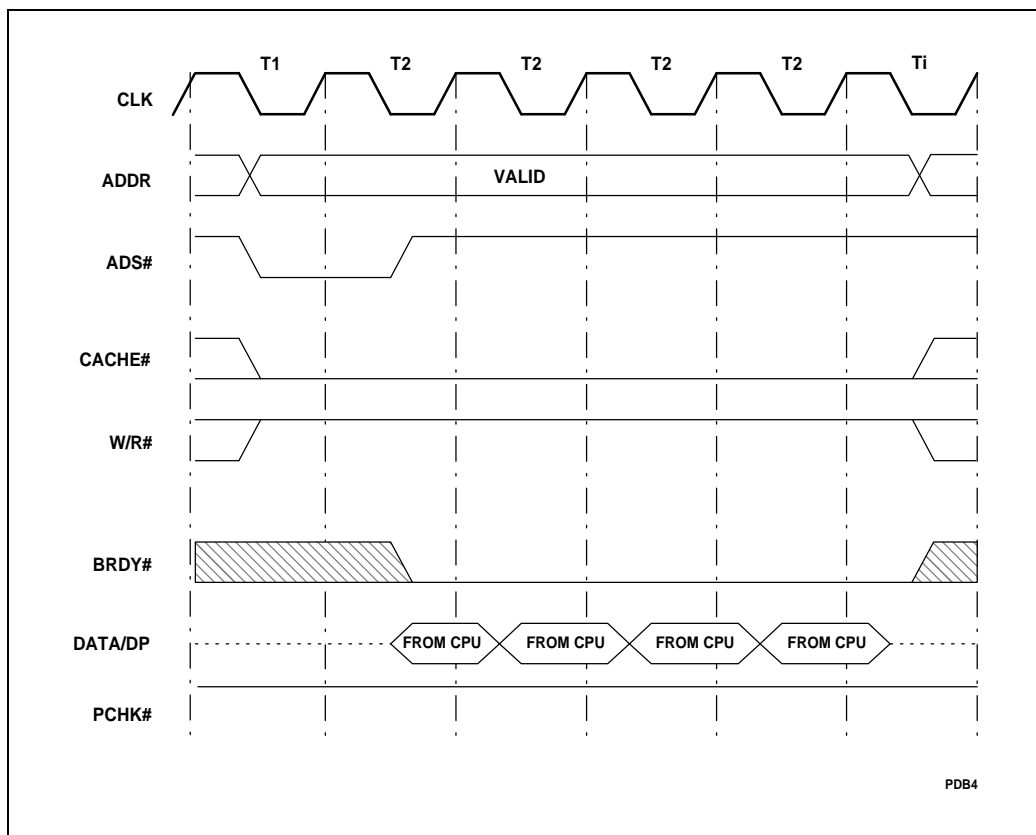 T1 T2 T2 T2 T2 Ti
CLK
ADDR VALID
ADS#
CACHE#
W/R#
BRDY#
DATA/DP FROM CPU FROM CPU FROM CPU FROM CPU
PCHK#
PDB4